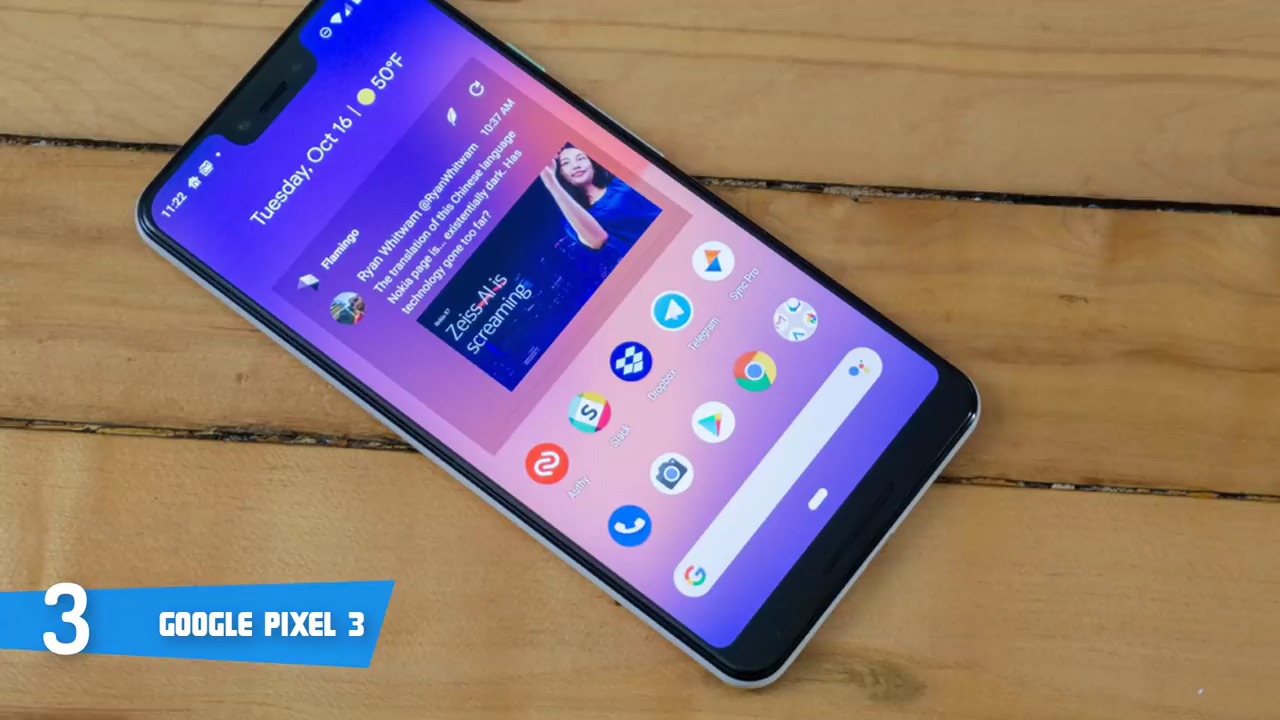 11:22
Tuesday, Oct 16 | 50°F
Flamingo
Ryan Whitwam @RyanWhitwam 10:37 AM
The translation of this Chinese language
Nokia page is... existentially dark. Has
technology gone too far?
Zeiss AI is
screaming
Authy
Slack
Dropbox
Telegram
Sync Pro
G
3
GOOGLE PIXEL 3